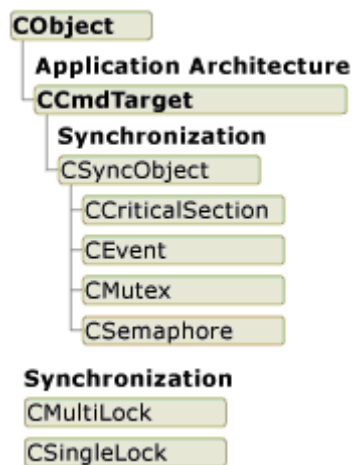 CObject
Application Architecture
CCmdTarget
Synchronization
CSyncObject
CCriticalSection
CEvent
CMutex
CSemaphore
Synchronization
CMultiLock
CSingleLock